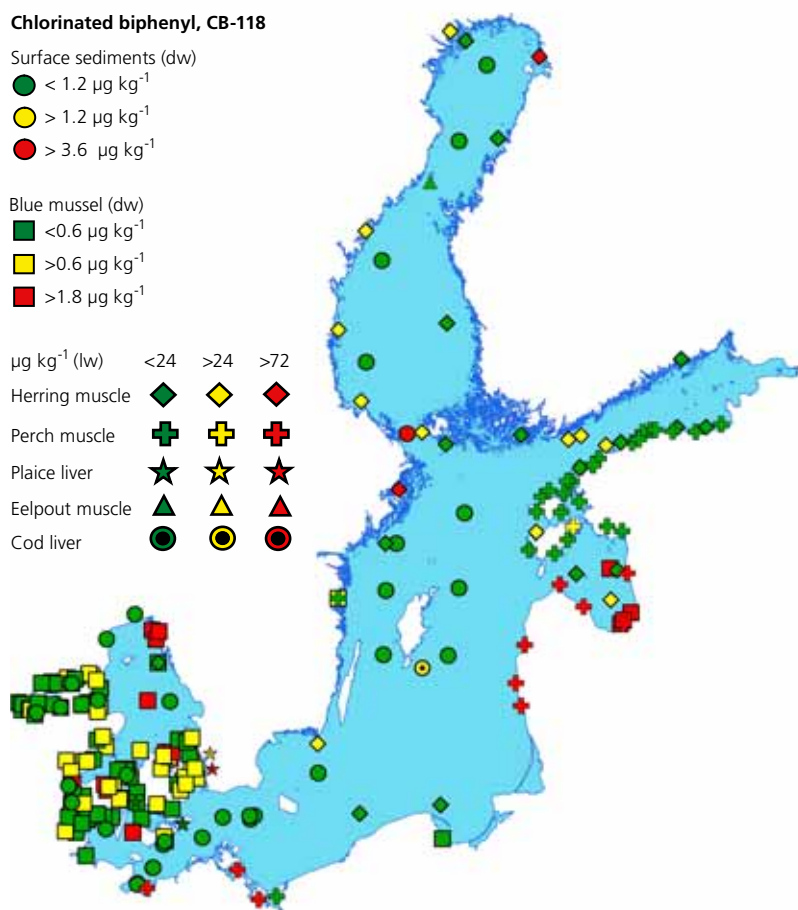 Chlorinated biphenyl, CB-118
Surface sediments (dw)
< 1.2 µg kg⁻¹
> 1.2 µg kg⁻¹
> 3.6 µg kg⁻¹
Blue mussel (dw)
<0.6 µg kg⁻¹
>0.6 µg kg⁻¹
>1.8 µg kg⁻¹
µg kg⁻¹ (lw) <24 >24 >72
Herring muscle
Perch muscle
Plaice liver
Eelpout muscle
Cod liver